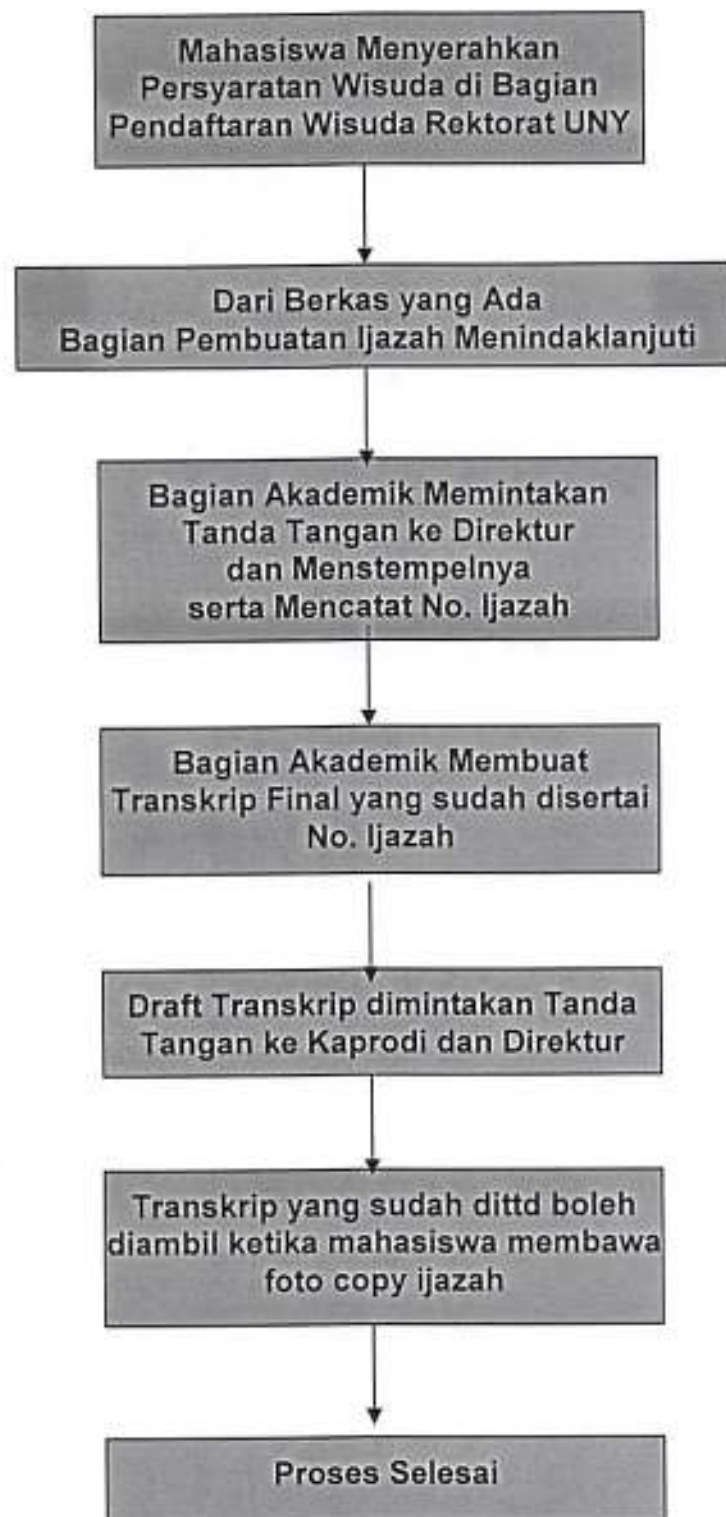 Mahasiswa Menyerahkan
Persyaratan Wisuda di Bagian
Pendaftaran Wisuda Rektorat UNY
Dari Berkas yang Ada
Bagian Pembuatan Ijazah Menindaklanjuti
Bagian Akademik Memintakan
Tanda Tangan ke Direktur
dan Menstempelnya
serta Mencatat No. Ijazah
Bagian Akademik Membuat
Transkrip Final yang sudah disertai
No. Ijazah
Draft Transkrip dimintakan Tanda
Tangan ke Kaprodi dan Direktur
Transkrip yang sudah dittd boleh
diambil ketika mahasiswa membawa
foto copy ijazah
Proses Selesai